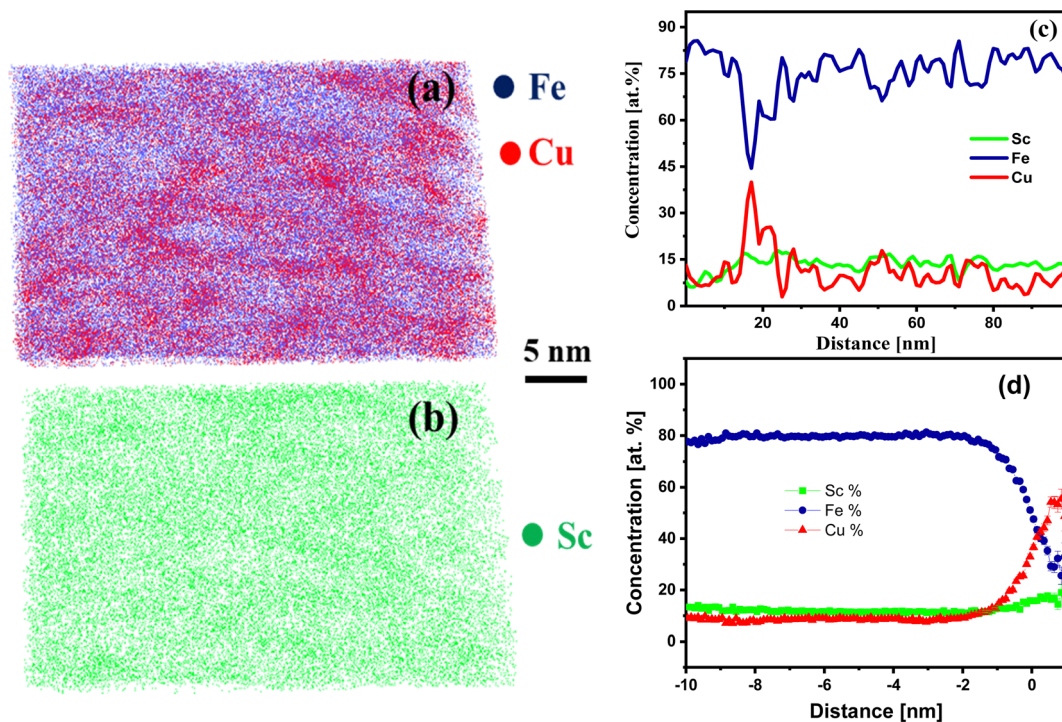 (a)
Fe
Cu
5 nm
(b)
Sc
(c)
Concentration [at.%]
90
75
60
45
30
15
0
Sc
Fe
Cu
20
40
60
80
Distance [nm]
(d)
Concentration [at. %]
100
80
60
40
20
0
Sc %
Fe %
Cu %
-10
-8
-6
-4
-2
0
Distance [nm]